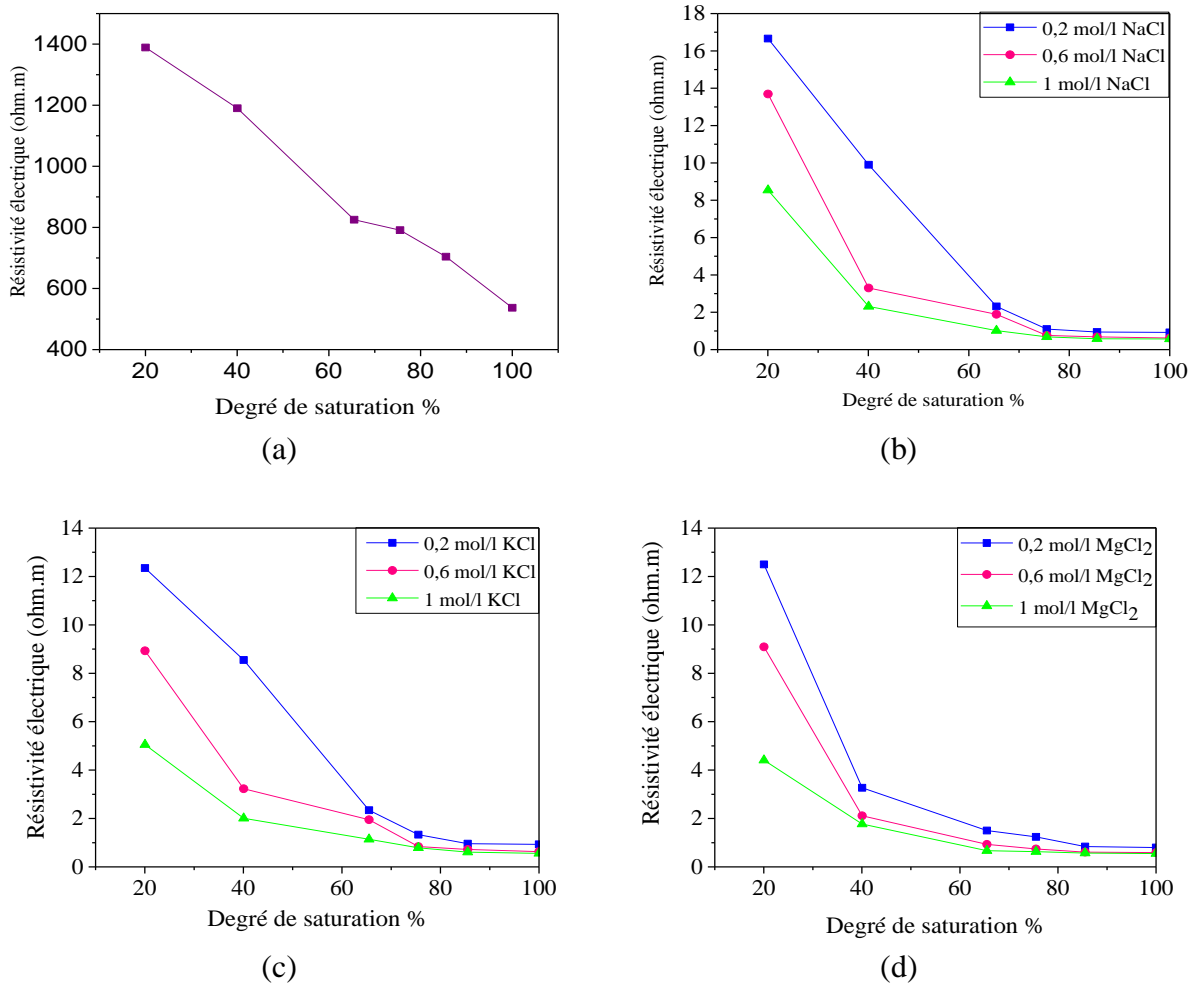 1400
1200
1000
800
600
400
20 40 60 80 100
Résistivité électrique (ohm.m)
Degré de saturation %
(a)
18
16
14
12
10
8
6
4
2
0
20 40 60 80 100
Résistivité électrique (ohm.m)
0,2 mol/l NaCl
0,6 mol/l NaCl
1 mol/l NaCl
Degré de saturation %
(b)
14
12
10
8
6
4
2
0
20 40 60 80 100
Résistivité électrique (ohm.m)
0,2 mol/l KCl
0,6 mol/l KCl
1 mol/l KCl
Degré de saturation %
(c)
14
12
10
8
6
4
2
0
20 40 60 80 100
Résistivité électrique (ohm.m)
0,2 mol/l MgCl₂
0,6 mol/l MgCl₂
1 mol/l MgCl₂
Degré de saturation %
(d)